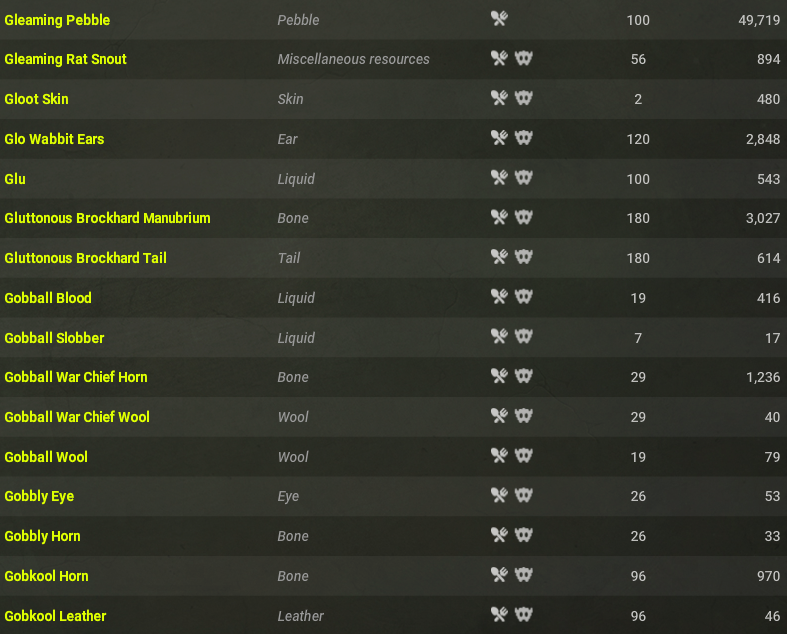 Gleaming Pebble Pebble 100 49,719
Gleaming Rat Snout Miscellaneous resources 56 894
Gloot Skin Skin 2 480
Glo Wabbit Ears Ear 120 2,848
Glu Liquid 100 543
Gluttonous Brockhard Manubrium Bone 180 3,027
Gluttonous Brockhard Tail Tail 180 614
Gobball Blood Liquid 19 416
Gobball Slobber Liquid 7 17
Gobball War Chief Horn Bone 29 1,236
Gobball War Chief Wool Wool 29 40
Gobball Wool Wool 19 79
Gobbly Eye Eye 26 53
Gobbly Horn Bone 26 33
Gobkool Horn Bone 96 970
Gobkool Leather Leather 96 46